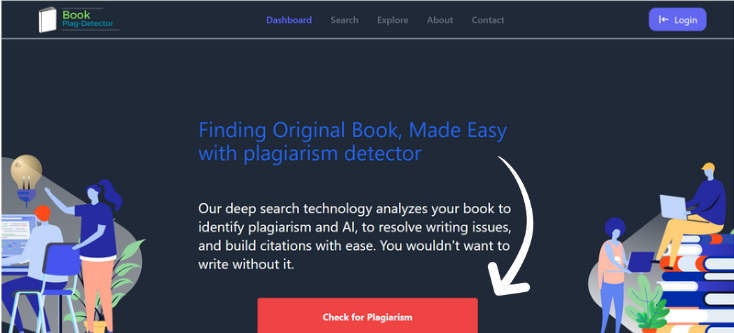 Book
Plag-Detector
Dashboard Search Explore About Contact
Login
Finding Original Book, Made Easy
with plagiarism detector
Our deep search technology analyzes your book to
identify plagiarism and AI, to resolve writing issues,
and build citations with ease. You wouldn't want to
write without it.
Check for Plagiarism